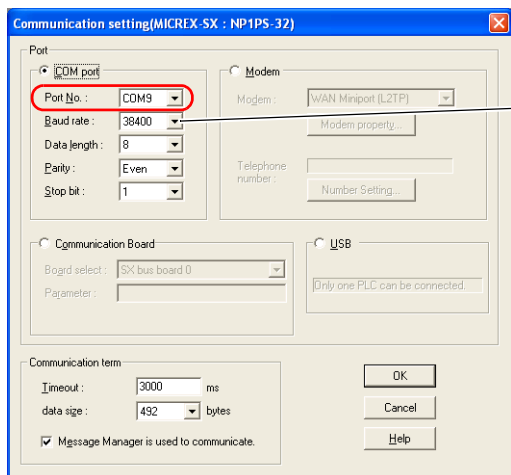 Communication setting(MICREX-SX : NP1PS-32)
Port
COM port
Port No. : COM9
Baud rate : 38400
Data length : 8
Parity : Even
Stop bit : 1
Modem
Modem : WAN Miniport (L2TP)
Modem property...
Telephone
number :
Number Setting...
Communication Board
Board select : SX bus board 0
Parameter :
USB
Only one PLC can be connected.
Communication term
Timeout : 3000 ms
data size : 492 bytes
Message Manager is used to communicate.
OK
Cancel
Help